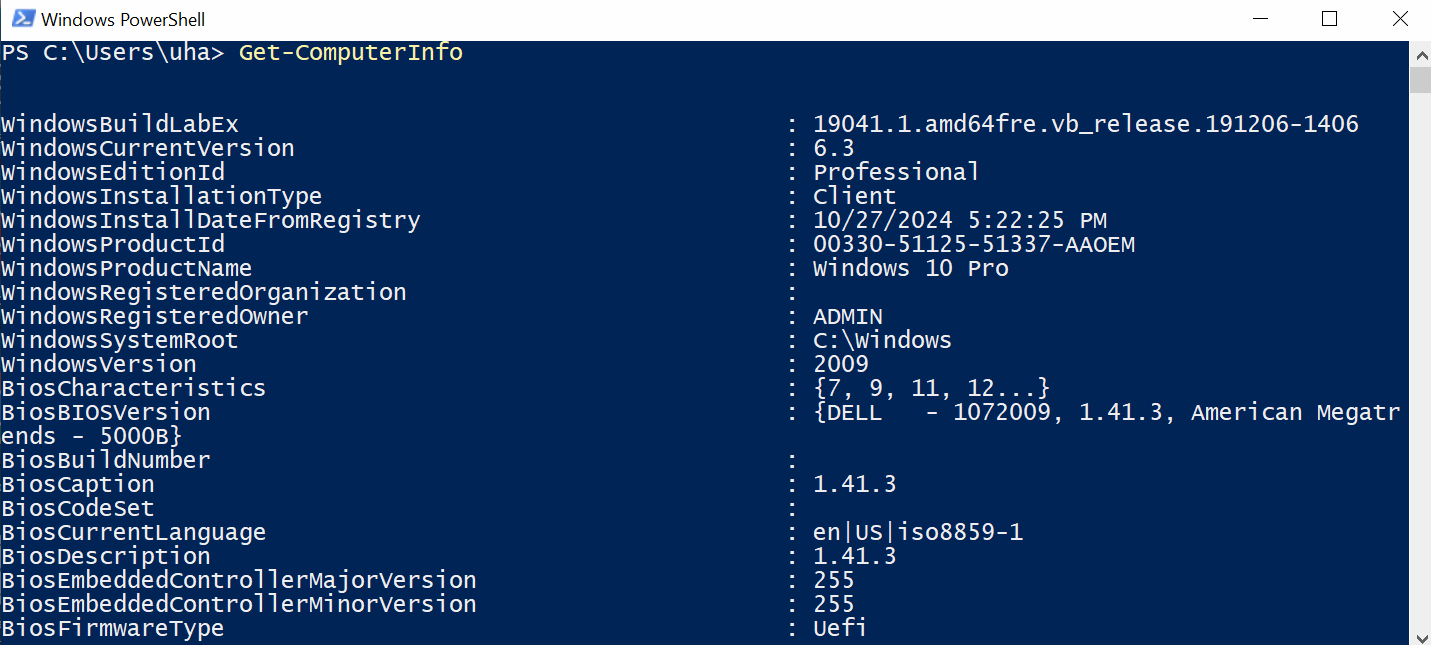 Windows PowerShell
PS C:\Users\uha> Get-ComputerInfo
WindowsBuildLabEx : 19041.1.amd64fre.vb_release.191206-1406
WindowsCurrentVersion : 6.3
WindowsEditionId : Professional
WindowsInstallationType : Client
WindowsInstallDateFromRegistry : 10/27/2024 5:22:25 PM
WindowsProductId : 00330-51125-51337-AAOEM
WindowsProductName : Windows 10 Pro
WindowsRegisteredOrganization :
WindowsRegisteredOwner : ADMIN
WindowsSystemRoot : C:\Windows
WindowsVersion : 2009
BiosCharacteristics : {7, 9, 11, 12...}
BiosBIOSVersion : {DELL   - 1072009, 1.41.3, American Megatr
ends - 5000B}
BiosBuildNumber :
BiosCaption : 1.41.3
BiosCodeSet :
BiosCurrentLanguage : en|US|iso8859-1
BiosDescription : 1.41.3
BiosEmbeddedControllerMajorVersion : 255
BiosEmbeddedControllerMinorVersion : 255
BiosFirmwareType : Uefi